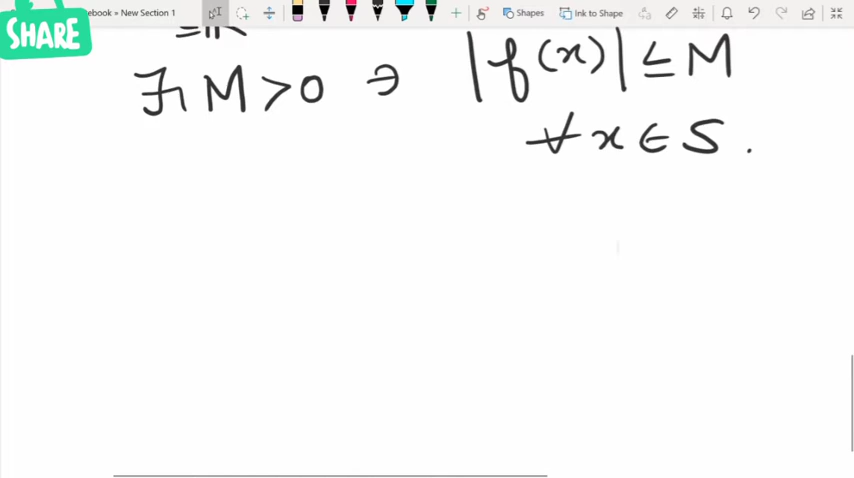 SHARE
ebook » New Section 1 Shapes Ink to Shape
⊆ℝ
∃ M > 0 ∋ |f(x)| ≤ M
∀ x ∈ S .